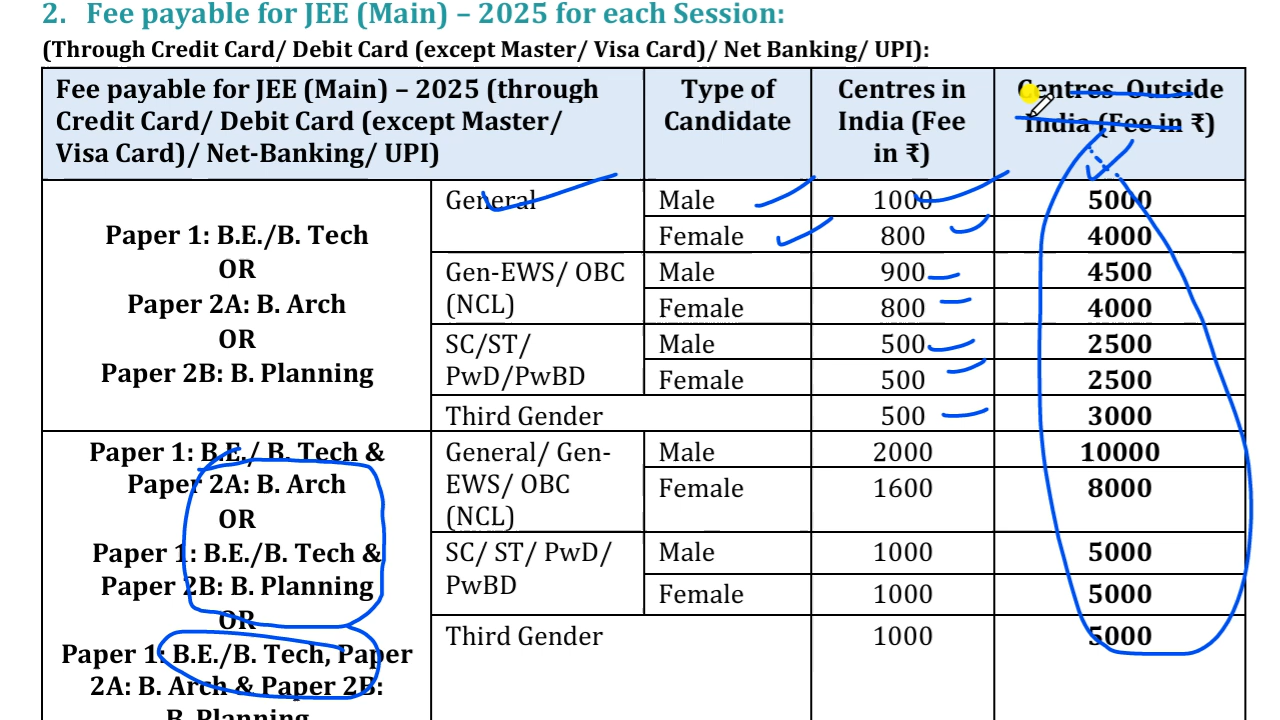 2. Fee payable for JEE (Main) – 2025 for each Session:
(Through Credit Card/ Debit Card (except Master/ Visa Card)/ Net Banking/ UPI):
Fee payable for JEE (Main) – 2025 (through
Credit Card/ Debit Card (except Master/
Visa Card)/ Net-Banking/ UPI)
Type of
Candidate
Centres in
India (Fee
in ₹)
Centres Outside
India (Fee in ₹)
Paper 1: B.E./B. Tech
OR
Paper 2A: B. Arch
OR
Paper 2B: B. Planning
General
Male 1000 5000
Female 800 4000
Gen-EWS/ OBC
(NCL)
Male 900 4500
Female 800 4000
SC/ST/
PwD/PwBD
Male 500 2500
Female 500 2500
Third Gender 500 3000
Paper 1: B.E./ B. Tech &
Paper 2A: B. Arch
OR
Paper 1: B.E./B. Tech &
Paper 2B: B. Planning
OR
Paper 1: B.E./B. Tech, Paper
2A: B. Arch & Paper 2B:
B. Planning
General/ Gen-
EWS/ OBC
(NCL)
Male 2000 10000
Female 1600 8000
SC/ ST/ PwD/
PwBD
Male 1000 5000
Female 1000 5000
Third Gender 1000 5000